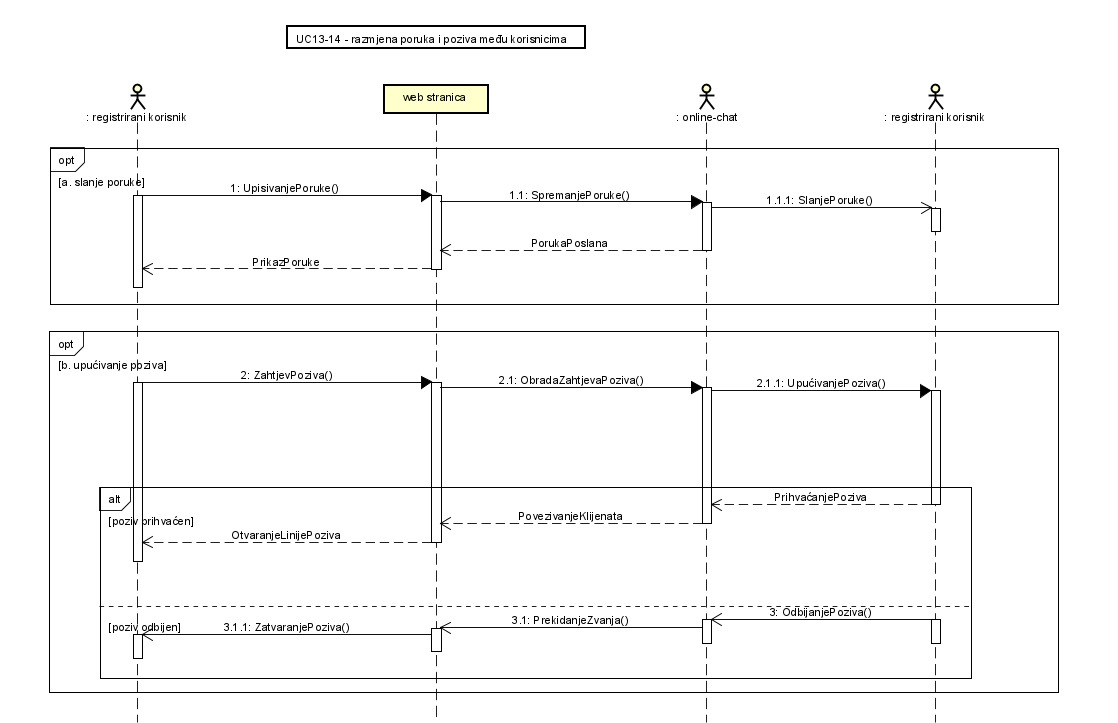 UC13-14 - razmjena poruka i poziva među korisnicima
: registrirani korisnik
web stranica
: online-chat
: registrirani korisnik
opt
[a. slanje poruke]
1: UpisivanjePoruke()
1.1: SpremanjePoruke()
1.1.1: SlanjePoruke()
PorukaPoslana
PrikazPoruke
opt
[b. upućivanje poziva]
2: ZahtjevPoziva()
2.1: ObradaZahtjevaPoziva()
2.1.1: UpućivanjePoziva()
alt
PrihvaćanjePoziva
[poziv prihvaćen]
PovezivanjeKlijenata
OtvaranjeLinijePoziva
3: OdbijanjePoziva()
[poziv odbijen]
3.1: PrekidanjeZvanja()
3.1.1: ZatvaranjePoziva()